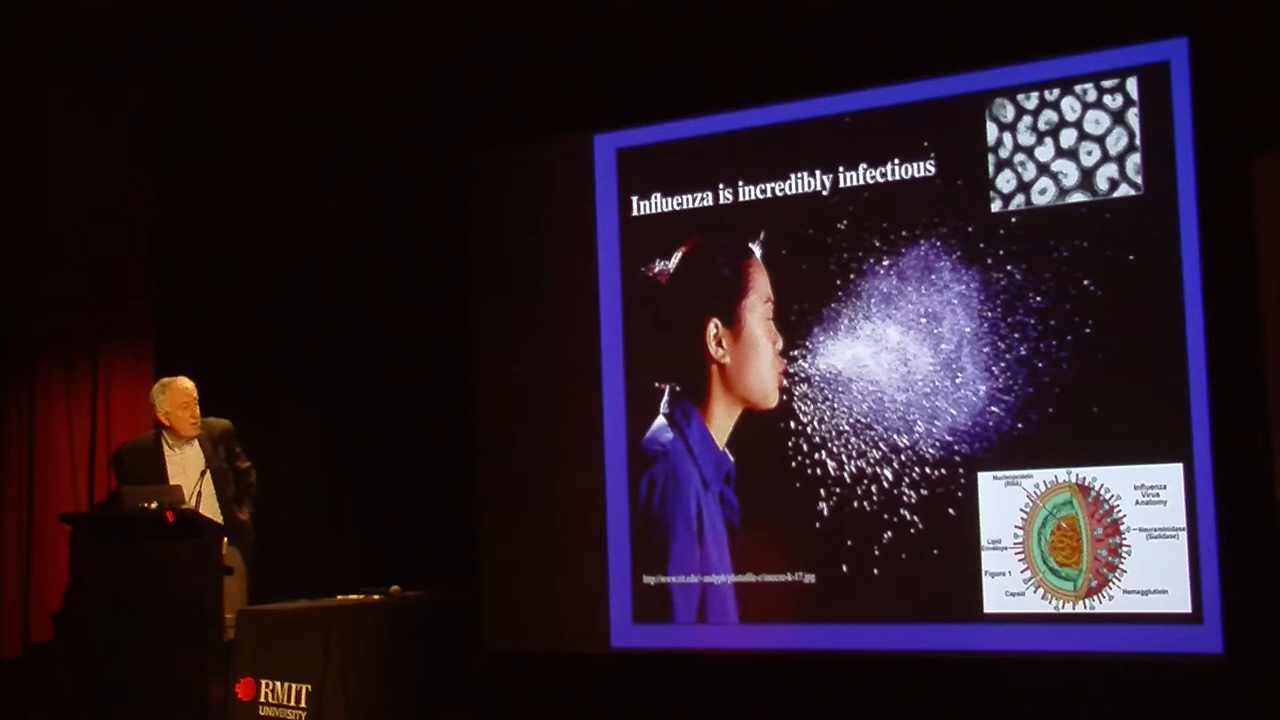 Influenza is incredibly infectious
Nucleoprotein
(RNA)
Influenza
Virus
Anatomy
Neuraminidase
(Sialidase)
Lipid
Envelope
Figure 1
Capsid
Hemagglutinin
RMIT
UNIVERSITY